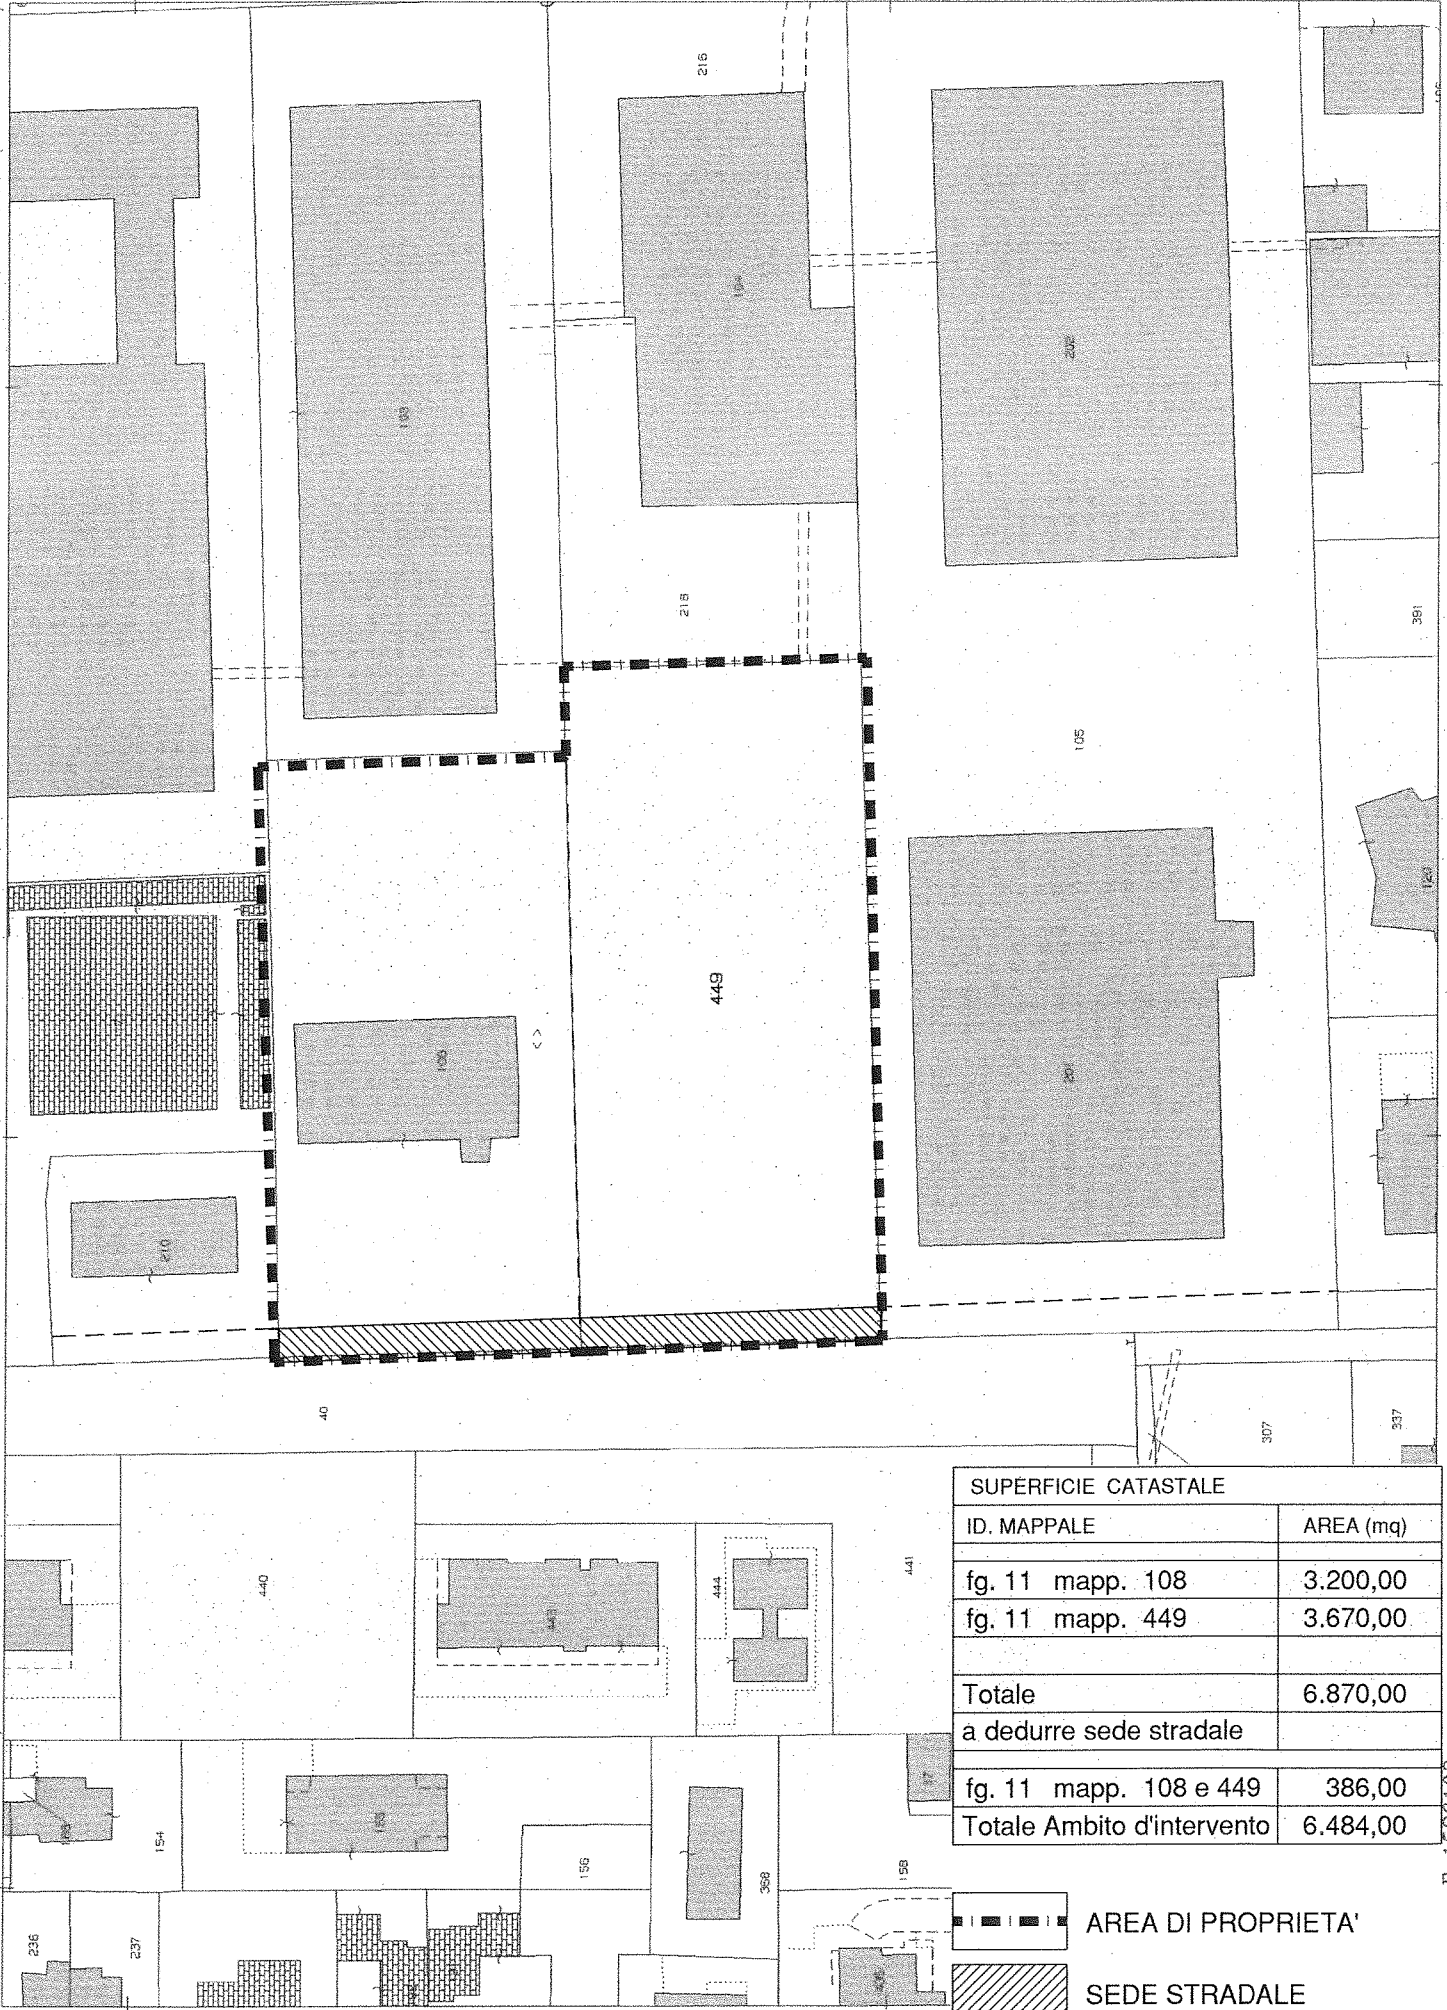 216
216
202
391
105
449
201
210
40
307
337
440
444
441
SUPERFICIE CATASTALE
ID. MAPPALE AREA (mq)
fg. 11 mapp. 108 3.200,00
fg. 11 mapp. 449 3.670,00
Totale 6.870,00
a dedurre sede stradale
fg. 11 mapp. 108 e 449 386,00
Totale Ambito d'intervento 6.484,00
154
156
368
158
236
237
AREA DI PROPRIETA'
SEDE STRADALE